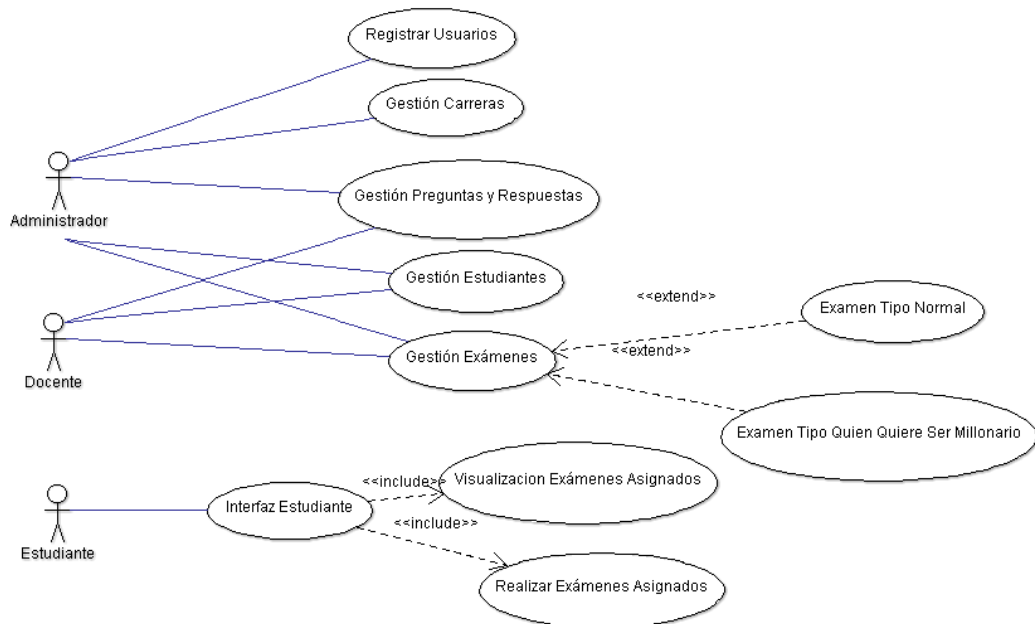 Registrar Usuarios
Gestión Carreras
Administrador
Gestión Preguntas y Respuestas
Gestión Estudiantes
<<extend>>
Examen Tipo Normal
Docente
Gestión Exámenes
<<extend>>
Examen Tipo Quien Quiere Ser Millonario
Estudiante
Interfaz Estudiante
<<include>>
Visualizacion Exámenes Asignados
<<include>>
Realizar Exámenes Asignados